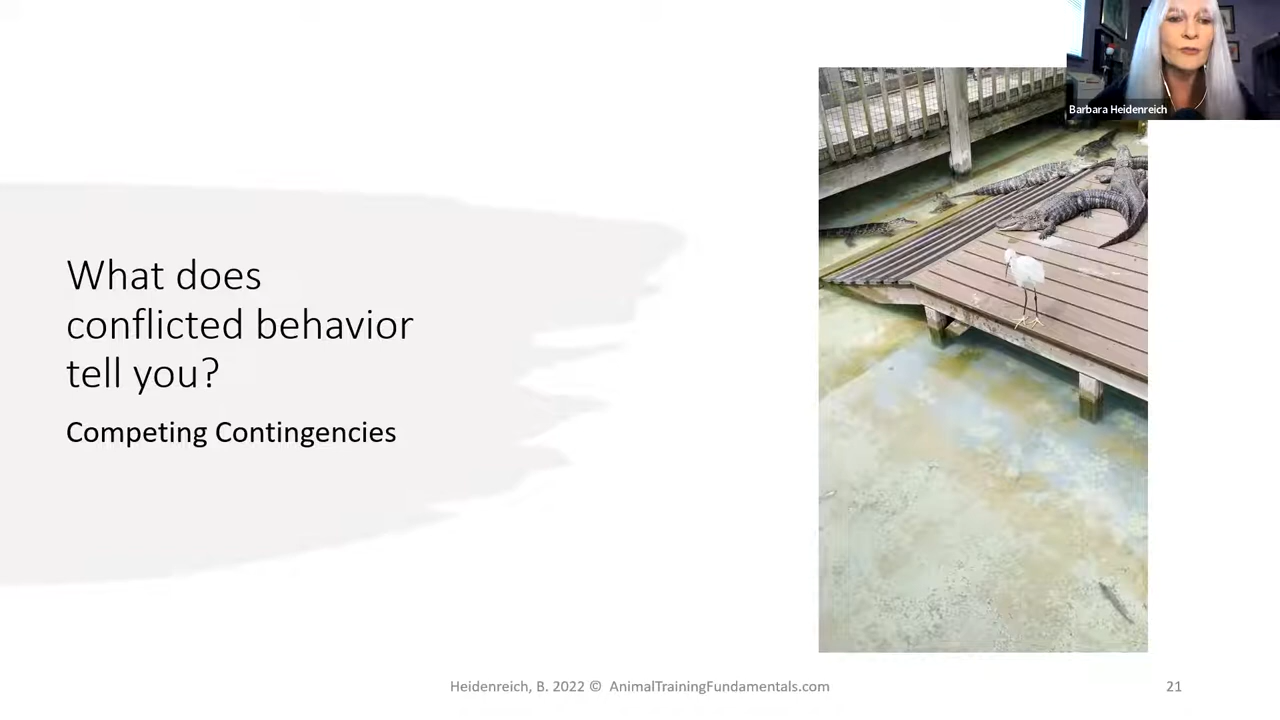 Barbara Heidenreich
What does
conflicted behavior
tell you?
Competing Contingencies
Heidenreich, B. 2022 © AnimalTrainingFundamentals.com
21